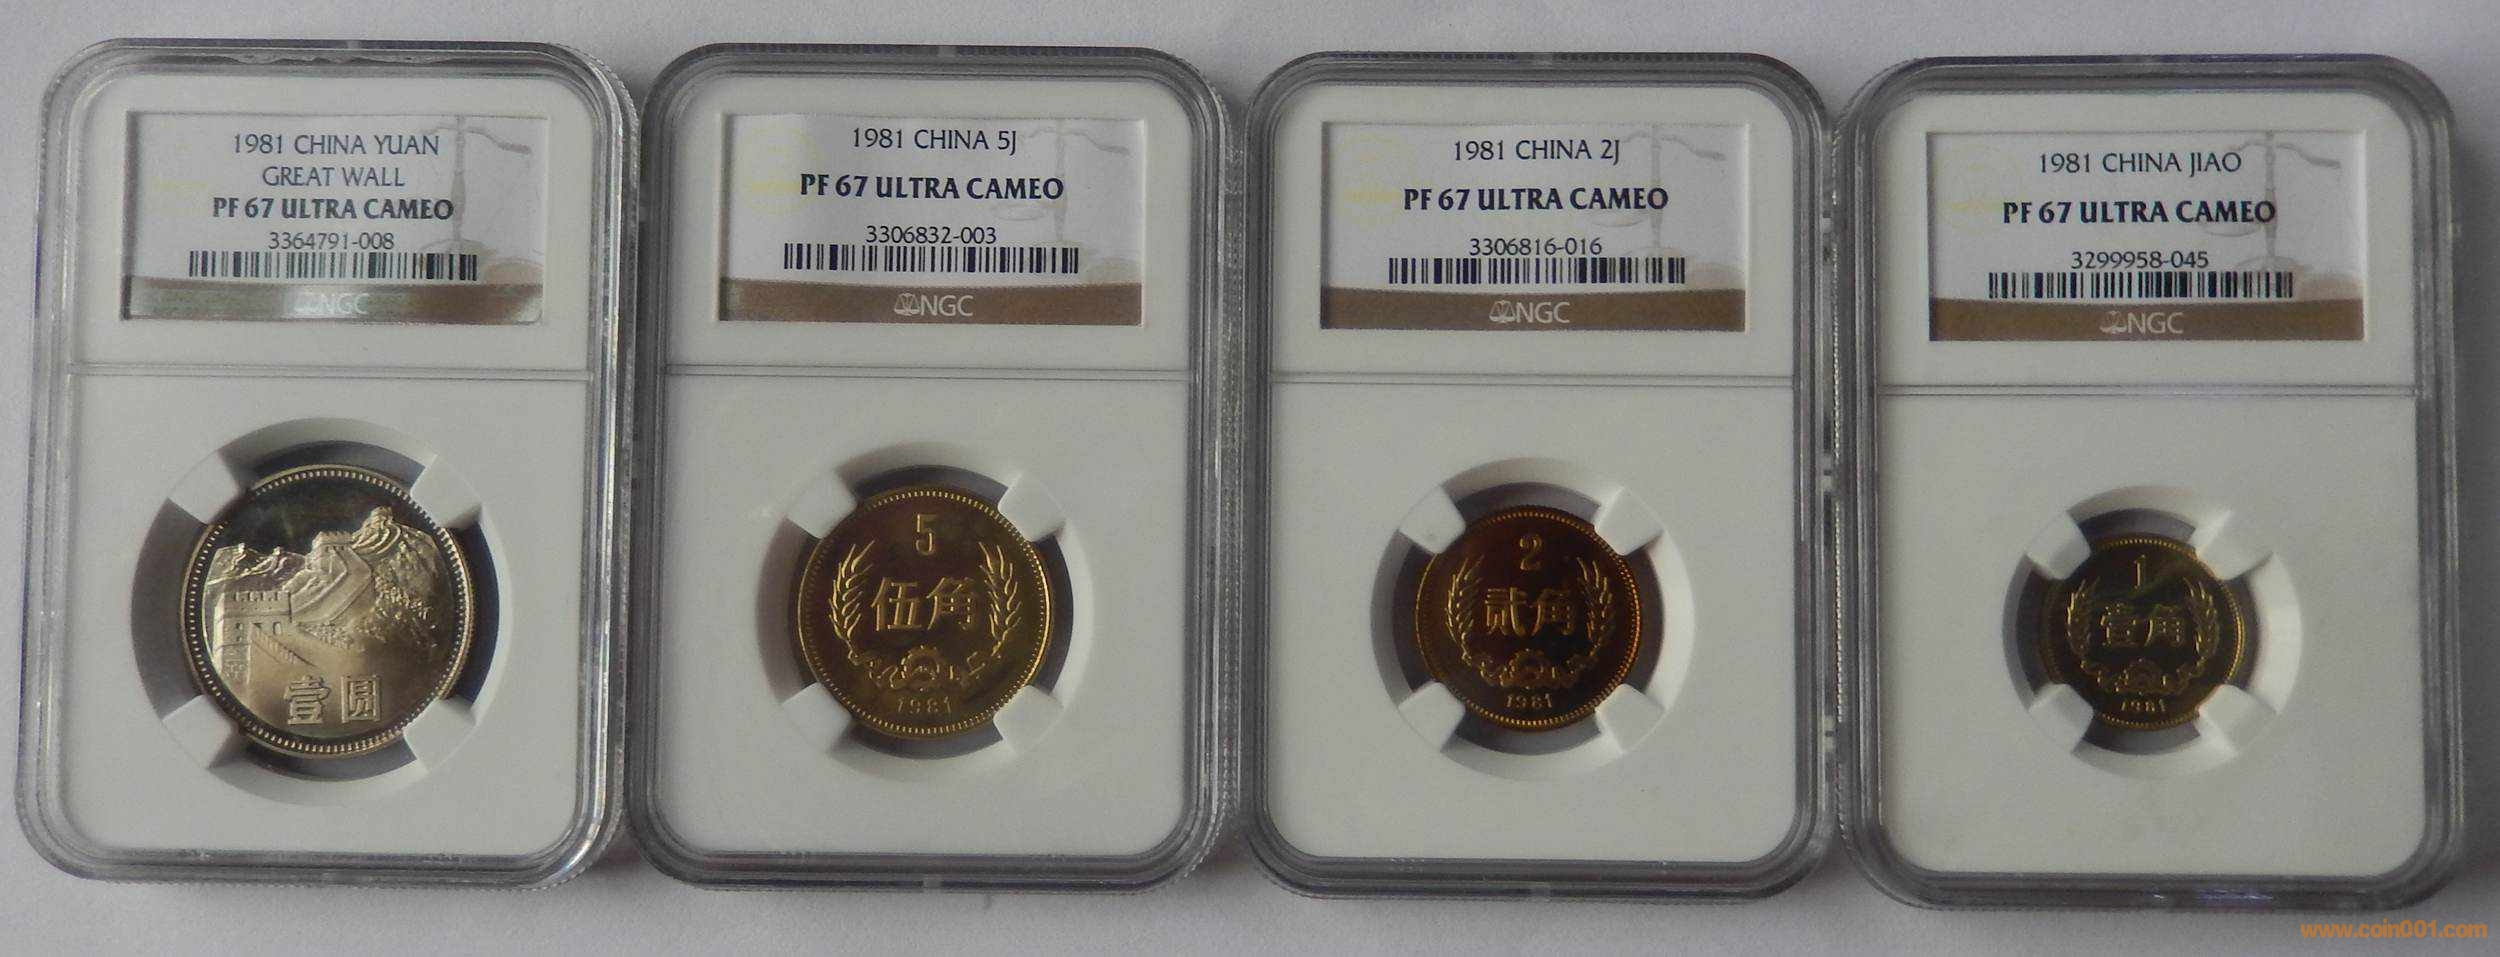 1981 CHINA YUAN
GREAT WALL
PF 67 ULTRA CAMEO
3364791-008
NGC
壹圆
1981 CHINA 5J
PF 67 ULTRA CAMEO
3306832-003
NGC
5
伍角
1981
1981 CHINA 2J
PF 67 ULTRA CAMEO
3306816-016
NGC
2
贰角
1981
1981 CHINA JIAO
PF 67 ULTRA CAMEO
3299958-045
NGC
1
壹角
1981
www.coin001.com